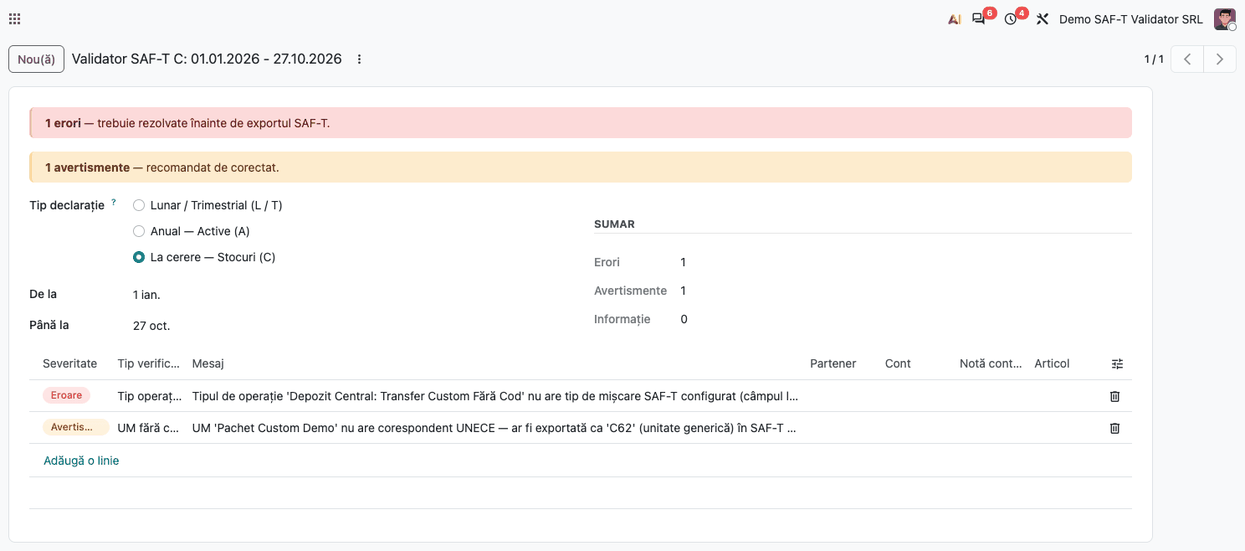 AI 6 4 Demo SAF-T Validator SRL
Nou(ă) Validator SAF-T C: 01.01.2026 - 27.10.2026 1 / 1
1 erori — trebuie rezolvate înainte de exportul SAF-T.
1 avertismente — recomandat de corectat.
Tip declarație ? Lunar / Trimestrial (L / T)
Anual — Active (A)
La cerere — Stocuri (C)
SUMAR
De la 1 ian.
Până la 27 oct.
Erori 1
Avertismente 1
Informație 0
Severitate Tip verific... Mesaj Partener Cont Notă cont... Articol
Eroare Tip operaț... Tipul de operație 'Depozit Central: Transfer Custom Fără Cod' nu are tip de mișcare SAF-T configurat (câmpul l...
Avertis... UM fără c... UM 'Pachet Custom Demo' nu are corespondent UNECE — ar fi exportată ca 'C62' (unitate generică) în SAF-T ...
Adăugă o linie